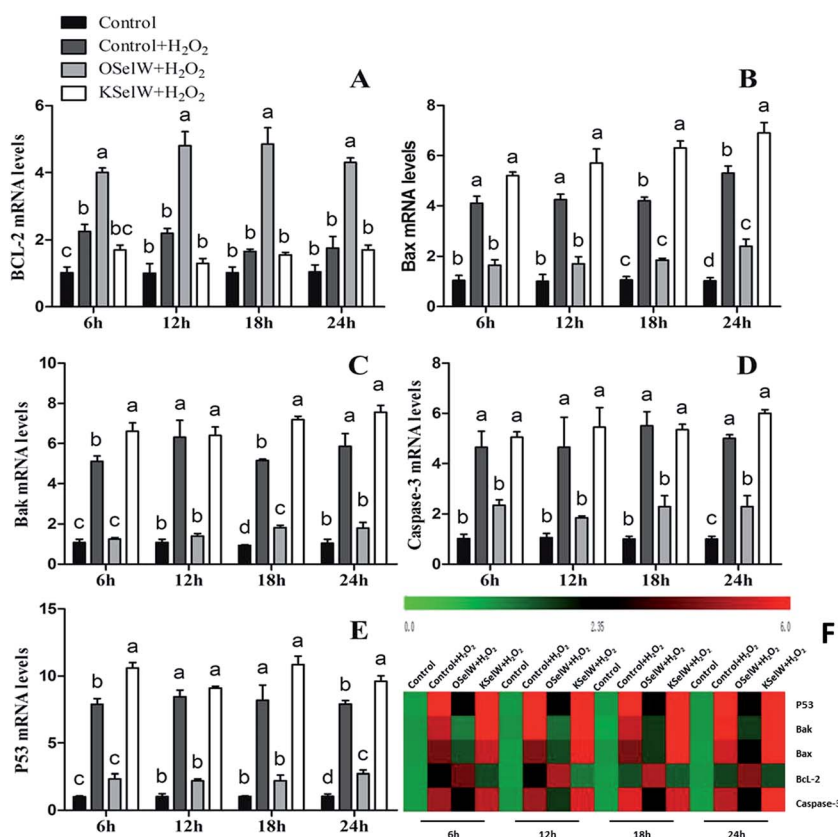 Control
Control+H₂O₂
OSelW+H₂O₂
KSelW+H₂O₂
A
BCL-2 mRNA levels
6
4
2
0
c b a bc
b b a b
b b a b
b b a b
6h 12h 18h 24h
B
Bax mRNA levels
8
6
4
2
0
b a b a
b a b a
c b c a
d b c a
6h 12h 18h 24h
C
Bak mRNA levels
10
8
6
4
2
0
c b c a
b a b a
d b c a
b a b a
6h 12h 18h 24h
D
Caspase-3 mRNA levels
8
6
4
2
0
b a b a
b a b a
b a b a
c a b a
6h 12h 18h 24h
E
P53 mRNA levels
15
10
5
0
c b c a
b a b a
b a b a
d b c a
6h 12h 18h 24h
0.0 2.35 6.0
F
Control Control+H₂O₂ OSelW+H₂O₂ KSelW+H₂O₂ Control Control+H₂O₂ OSelW+H₂O₂ KSelW+H₂O₂ Control Control+H₂O₂ OSelW+H₂O₂ KSelW+H₂O₂ Control Control+H₂O₂ OSelW+H₂O₂ KSelW+H₂O₂
P53
Bak
Bax
BcL-2
Caspase-3
6h 12h 18h 24h